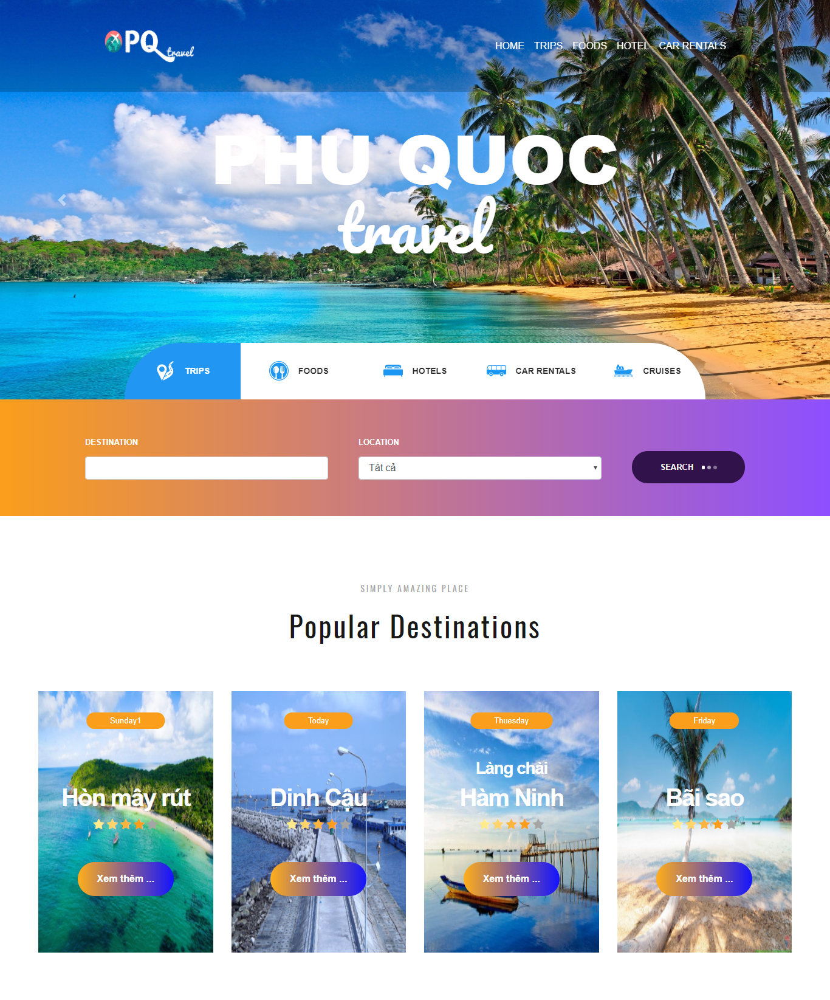 PQ travel
HOME TRIPS FOODS HOTEL CAR RENTALS
PHU QUOC
travel
TRIPS FOODS HOTELS CAR RENTALS CRUISES
DESTINATION LOCATION
Tất cả
SEARCH
SIMPLY AMAZING PLACE
Popular Destinations
Sunday1
Hòn mây rút
Xem thêm ...
Today
Dinh Cậu
Xem thêm ...
Thuesday
Làng chài
Hàm Ninh
Xem thêm ...
Friday
Bãi sao
Xem thêm ...